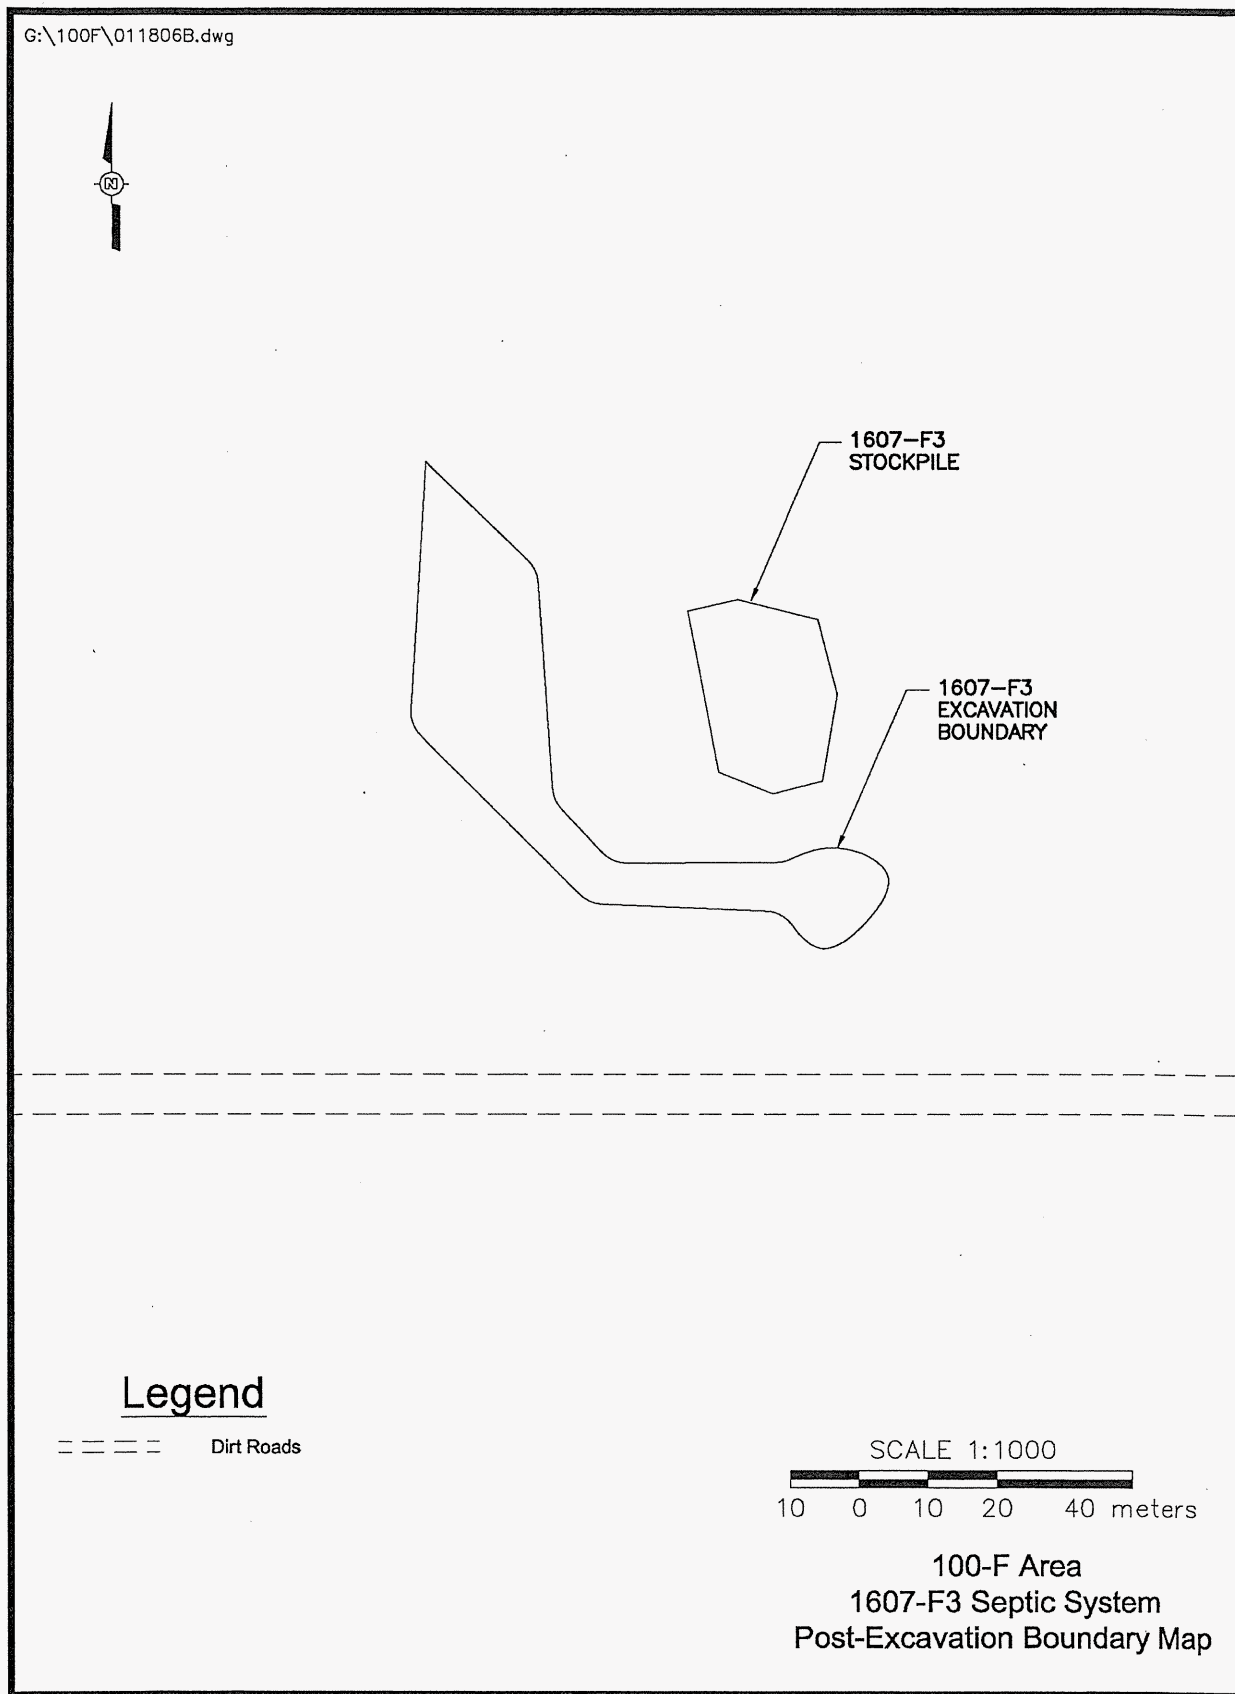 G:\100F\011806B.dwg
N
1607-F3
STOCKPILE
1607-F3
EXCAVATION
BOUNDARY
Legend
Dirt Roads
SCALE 1:1000
10 0 10 20 40 meters
100-F Area
1607-F3 Septic System
Post-Excavation Boundary Map